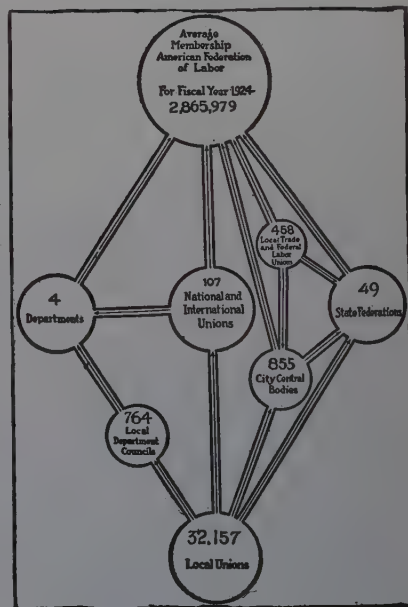 Average
Membership
American Federation
of Labor
For Fiscal Year 1924
2,865,979
458
Local Trade
and Federal
Labor
Union
4
Departments
107
National and
International
Unions
49
State Federations
855
City Central
Bodies
764
Local
Department
Councils
32,157
Local Unions